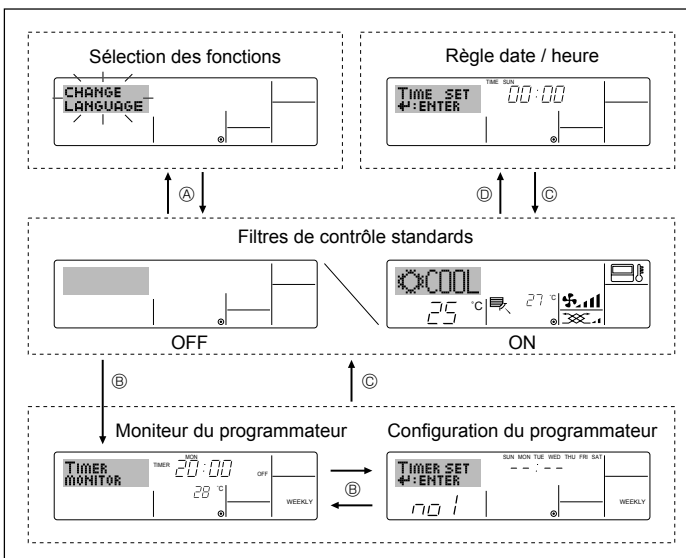 Sélection des fonctions
CHANGE
LANGUAGE
Règle date / heure
TIME SUN
TIME SET 00:00
↵:ENTER
Ⓐ
Ⓓ Ⓒ
Filtres de contrôle standards
COOL
25 °C 27 °C
OFF ON
Ⓑ Ⓒ
Moniteur du programmateur
MON
TIMER MONITOR TIMER 20:00 OFF
28 °C
WEEKLY
Ⓑ
Configuration du programmateur
SUN MON TUE WED THU FRI SAT
TIMER SET --:--
↵:ENTER
no 1 WEEKLY